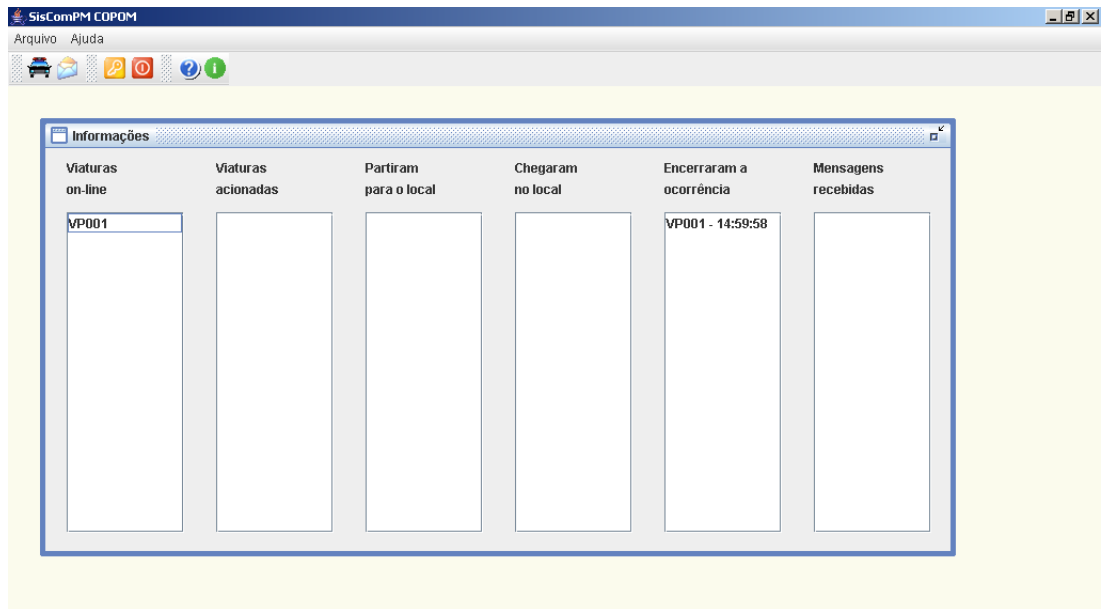 SisComPM COPOM
Arquivo Ajuda
Informações
Viaturas on-line
Viaturas acionadas
Partiram para o local
Chegaram no local
Encerraram a ocorrência
Mensagens recebidas
VP001
VP001 - 14:59:58